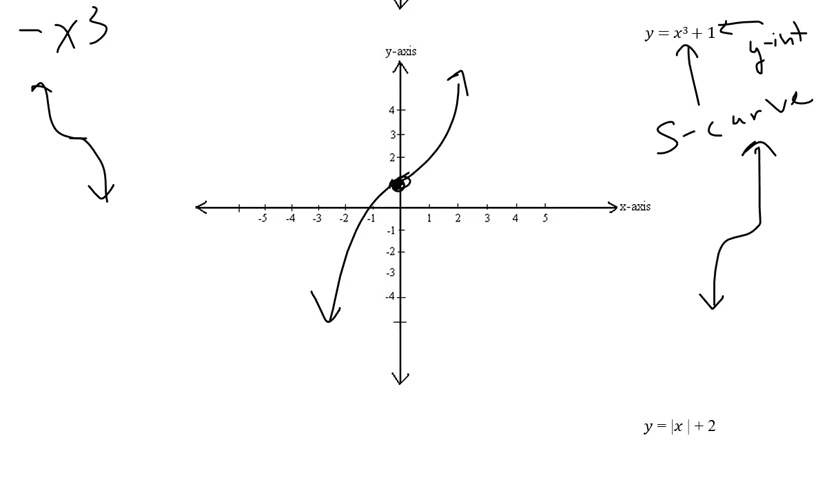 - x3
y = x³ + 1
y-int
y-axis
S-curve
4
3
2
x-axis
-5 -4 -3 -2 -1 1 2 3 4 5
-1
-2
-3
-4
y = |x | + 2